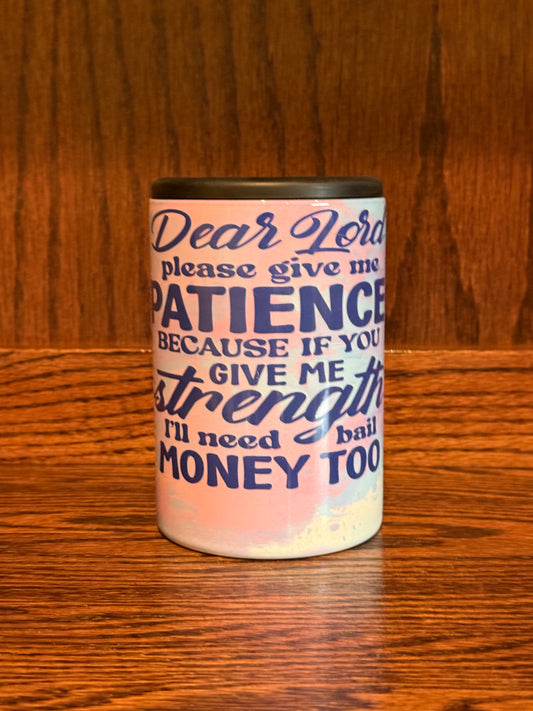 Dear Lord
please give me
PATIENCE
BECAUSE IF YOU
GIVE ME
strength
I'll need bail
MONEY TOO